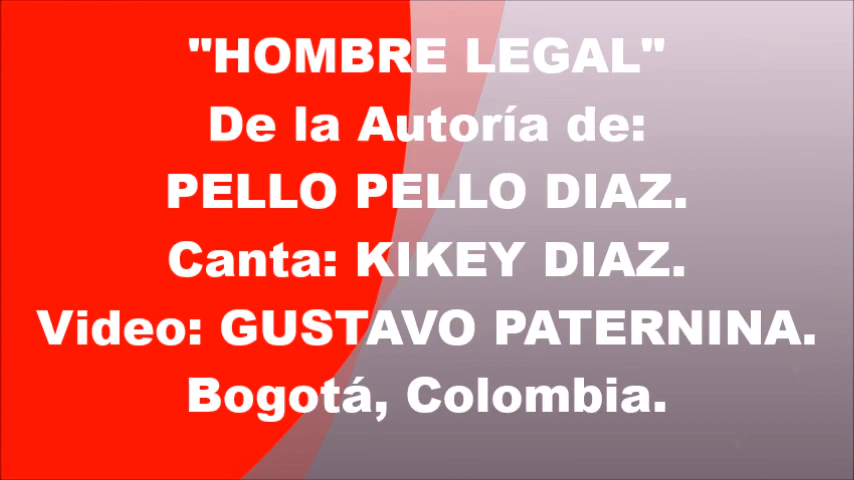 "HOMBRE LEGAL"
De la Autoría de:
PELLO PELLO DIAZ.
Canta: KIKEY DIAZ.
Video: GUSTAVO PATERNINA.
Bogotá, Colombia.